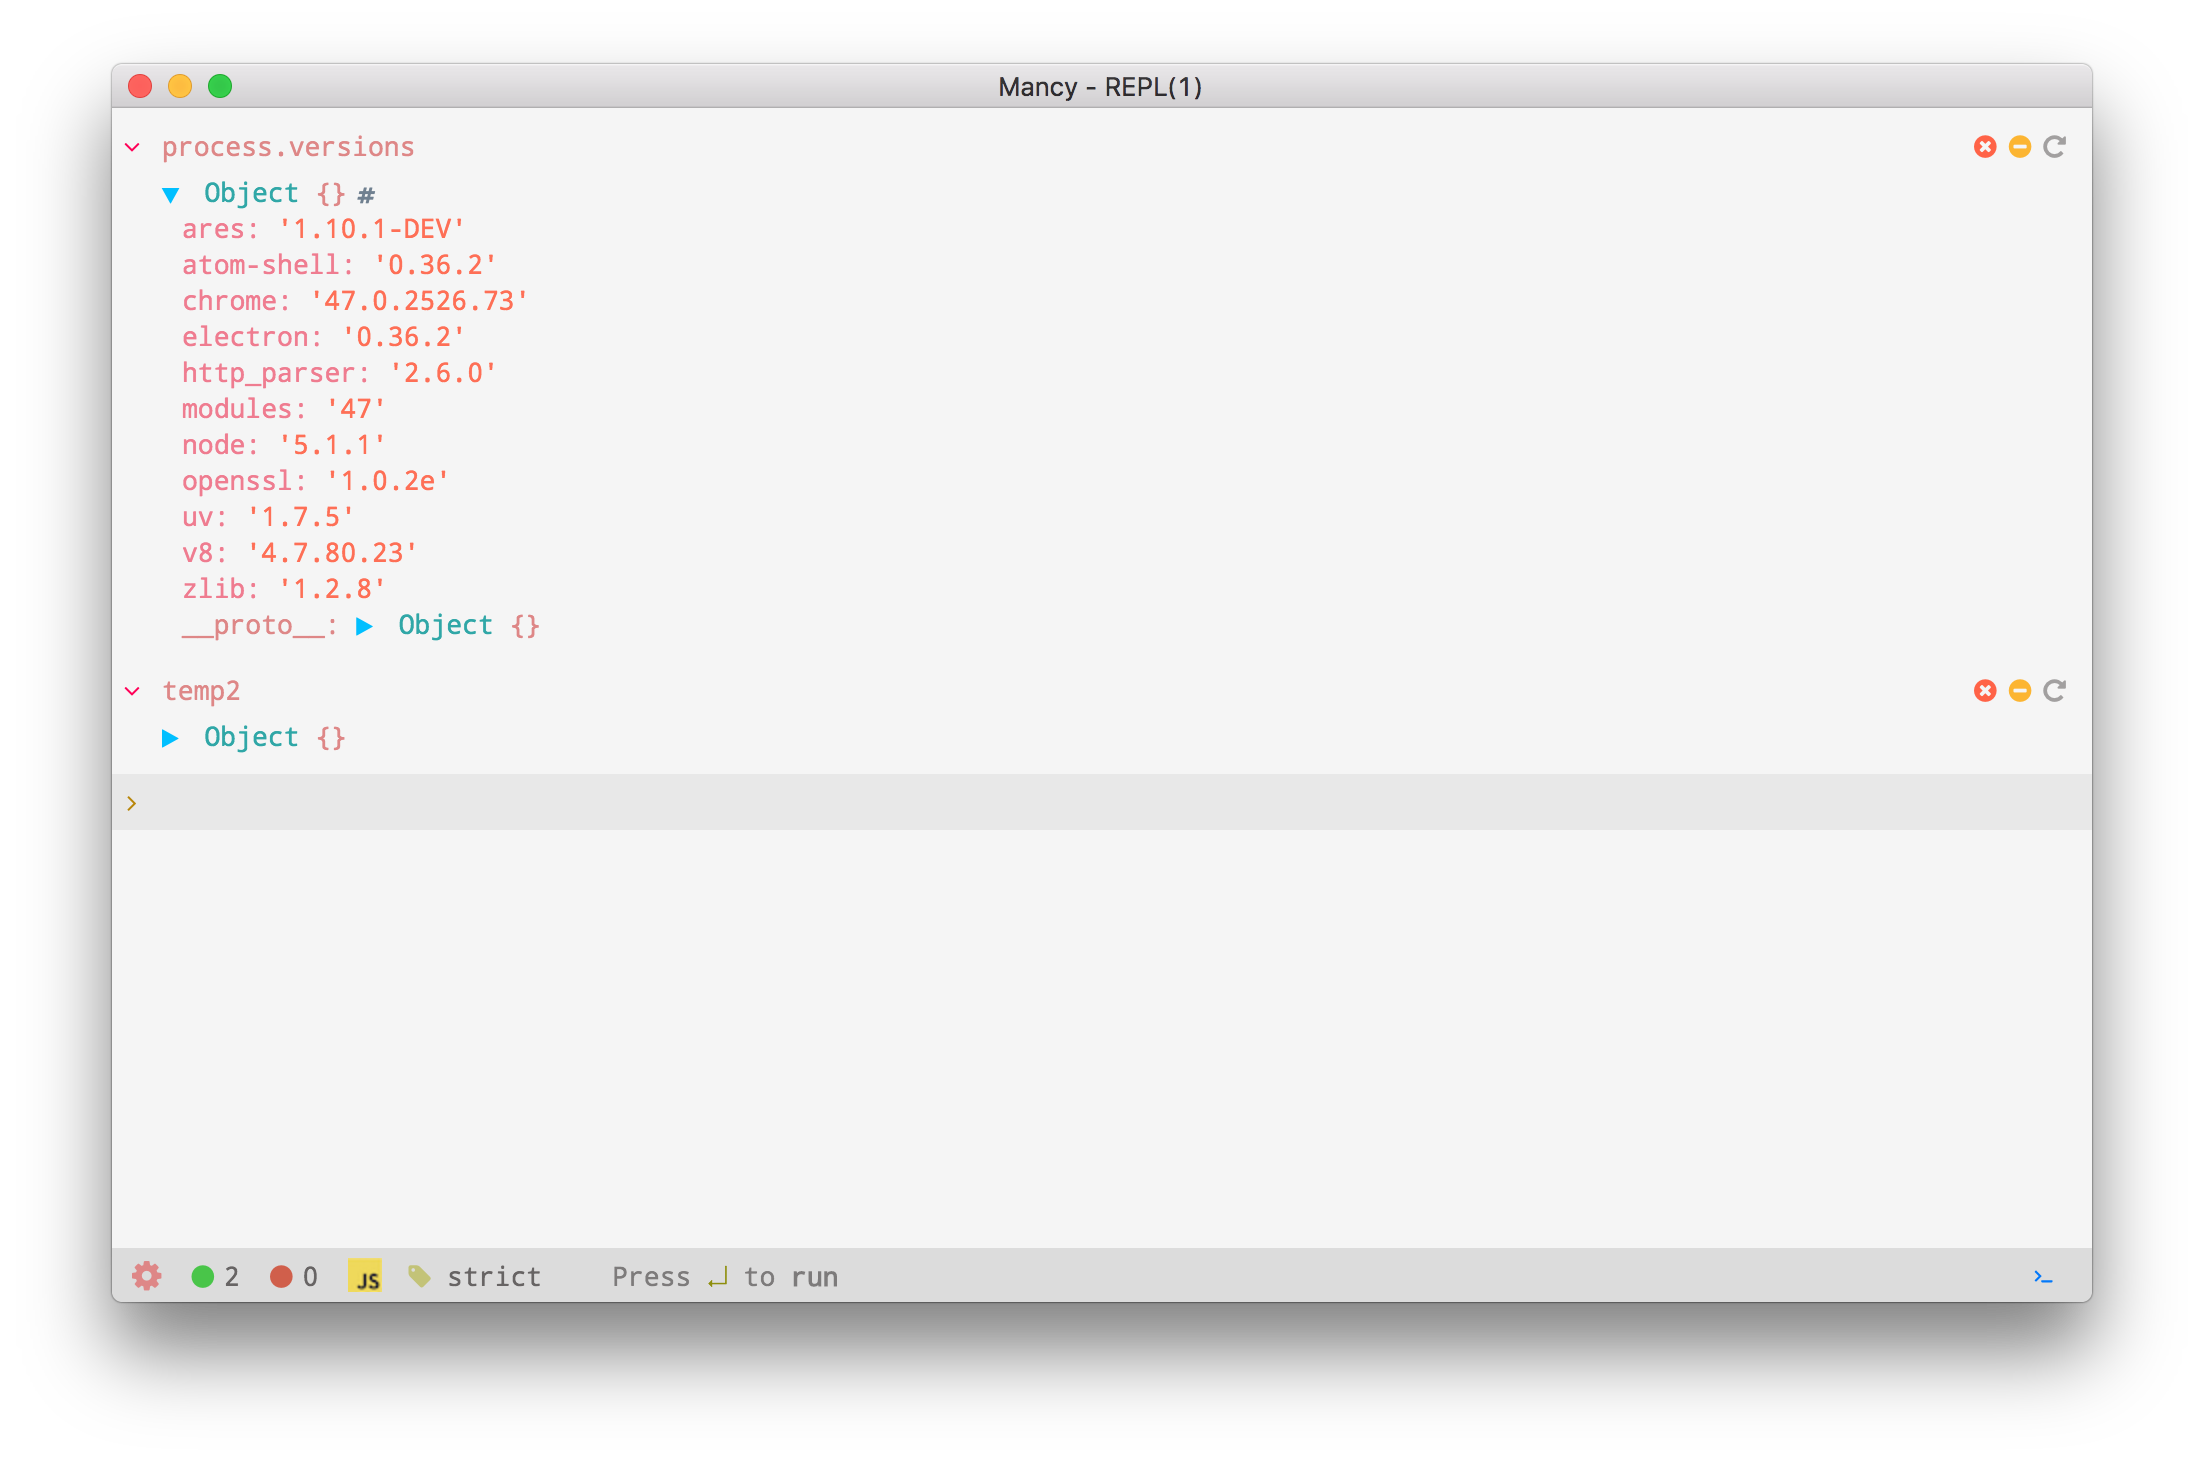 Mancy - REPL(1)
process.versions
Object {} #
ares: '1.10.1-DEV'
atom-shell: '0.36.2'
chrome: '47.0.2526.73'
electron: '0.36.2'
http_parser: '2.6.0'
modules: '47'
node: '5.1.1'
openssl: '1.0.2e'
uv: '1.7.5'
v8: '4.7.80.23'
zlib: '1.2.8'
__proto__: ▶ Object {}
temp2
▶ Object {}
2 0 JS strict Press ↵ to run